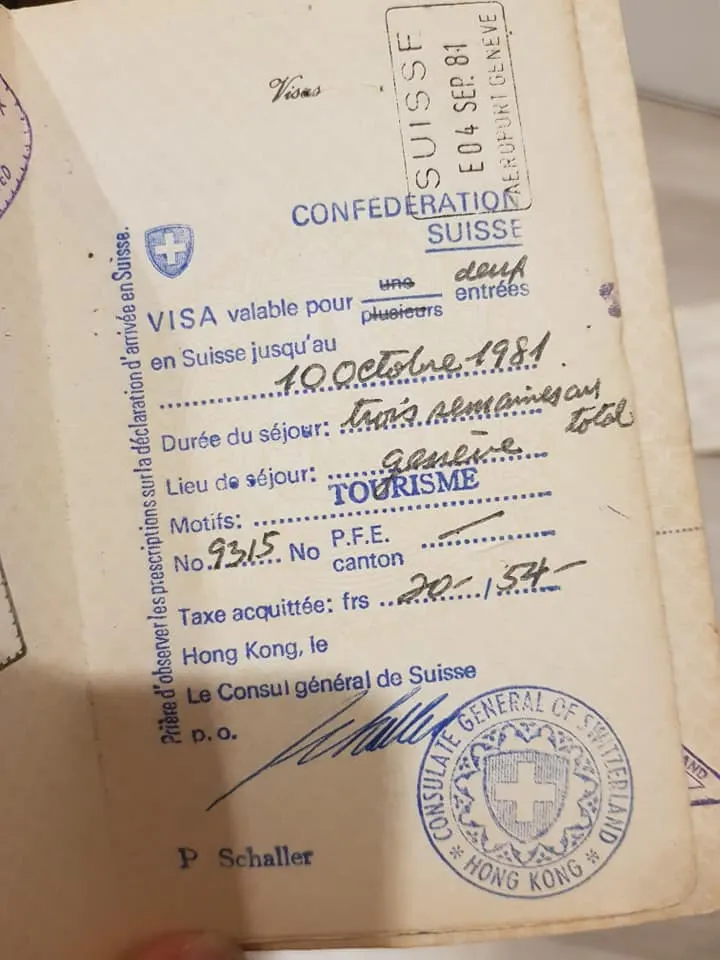 Visas
SUISSE
E 04 SEP. 81
AEROPORT GENEVE
CONFEDERATION
SUISSE
Prière d'observer les prescriptions sur la déclaration d'arrivée en Suisse.
VISA valable pour une plusieurs deux entrées
en Suisse jusqu'au
10 Octobre 1981
Durée du séjour: trois semaines au total
Lieu de séjour: genève
Motifs: TOURISME
No. 9315 No P.F.E. canton —
Taxe acquittée: frs 20- / 54-
Hong Kong, le
Le Consul général de Suisse
p. o.
Schaller
P Schaller
CONSULATE GENERAL OF SWITZERLAND
* HONG KONG *